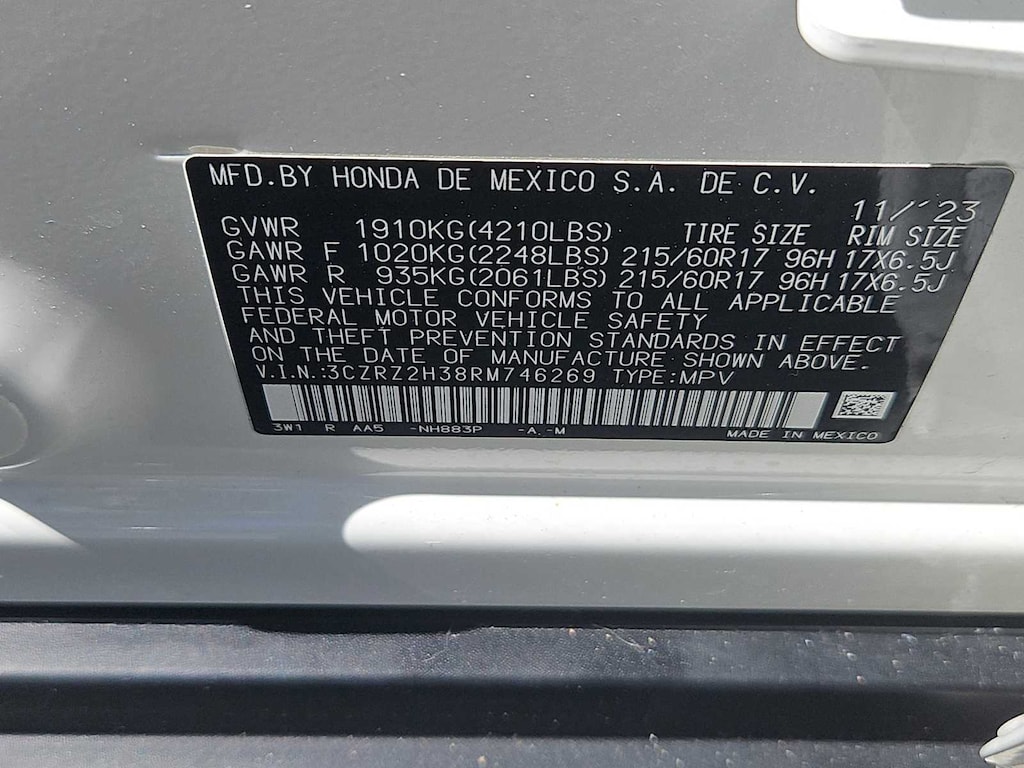 MFD.BY HONDA DE MEXICO S.A. DE C.V.
11/'23
GVWR 1910KG(4210LBS) TIRE SIZE RIM SIZE
GAWR F 1020KG(2248LBS) 215/60R17 96H 17X6.5J
GAWR R 935KG(2061LBS) 215/60R17 96H 17X6.5J
THIS VEHICLE CONFORMS TO ALL APPLICABLE
FEDERAL MOTOR VEHICLE SAFETY
AND THEFT PREVENTION STANDARDS IN EFFECT
ON THE DATE OF MANUFACTURE SHOWN ABOVE.
V.I.N.:3CZRZ2H38RM746269 TYPE:MPV
3W1 R AA5 -NH883P -A.-M
MADE IN MEXICO